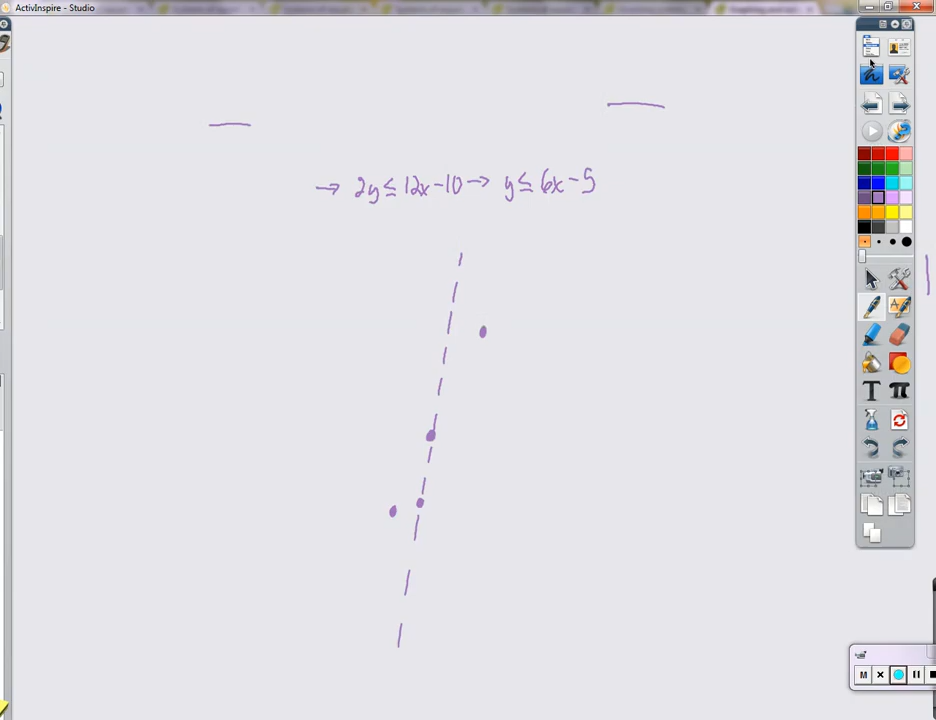 ActivInspire - Studio
→ 2y ≤ 12x-10 → y ≤ 6x-5
T π
M